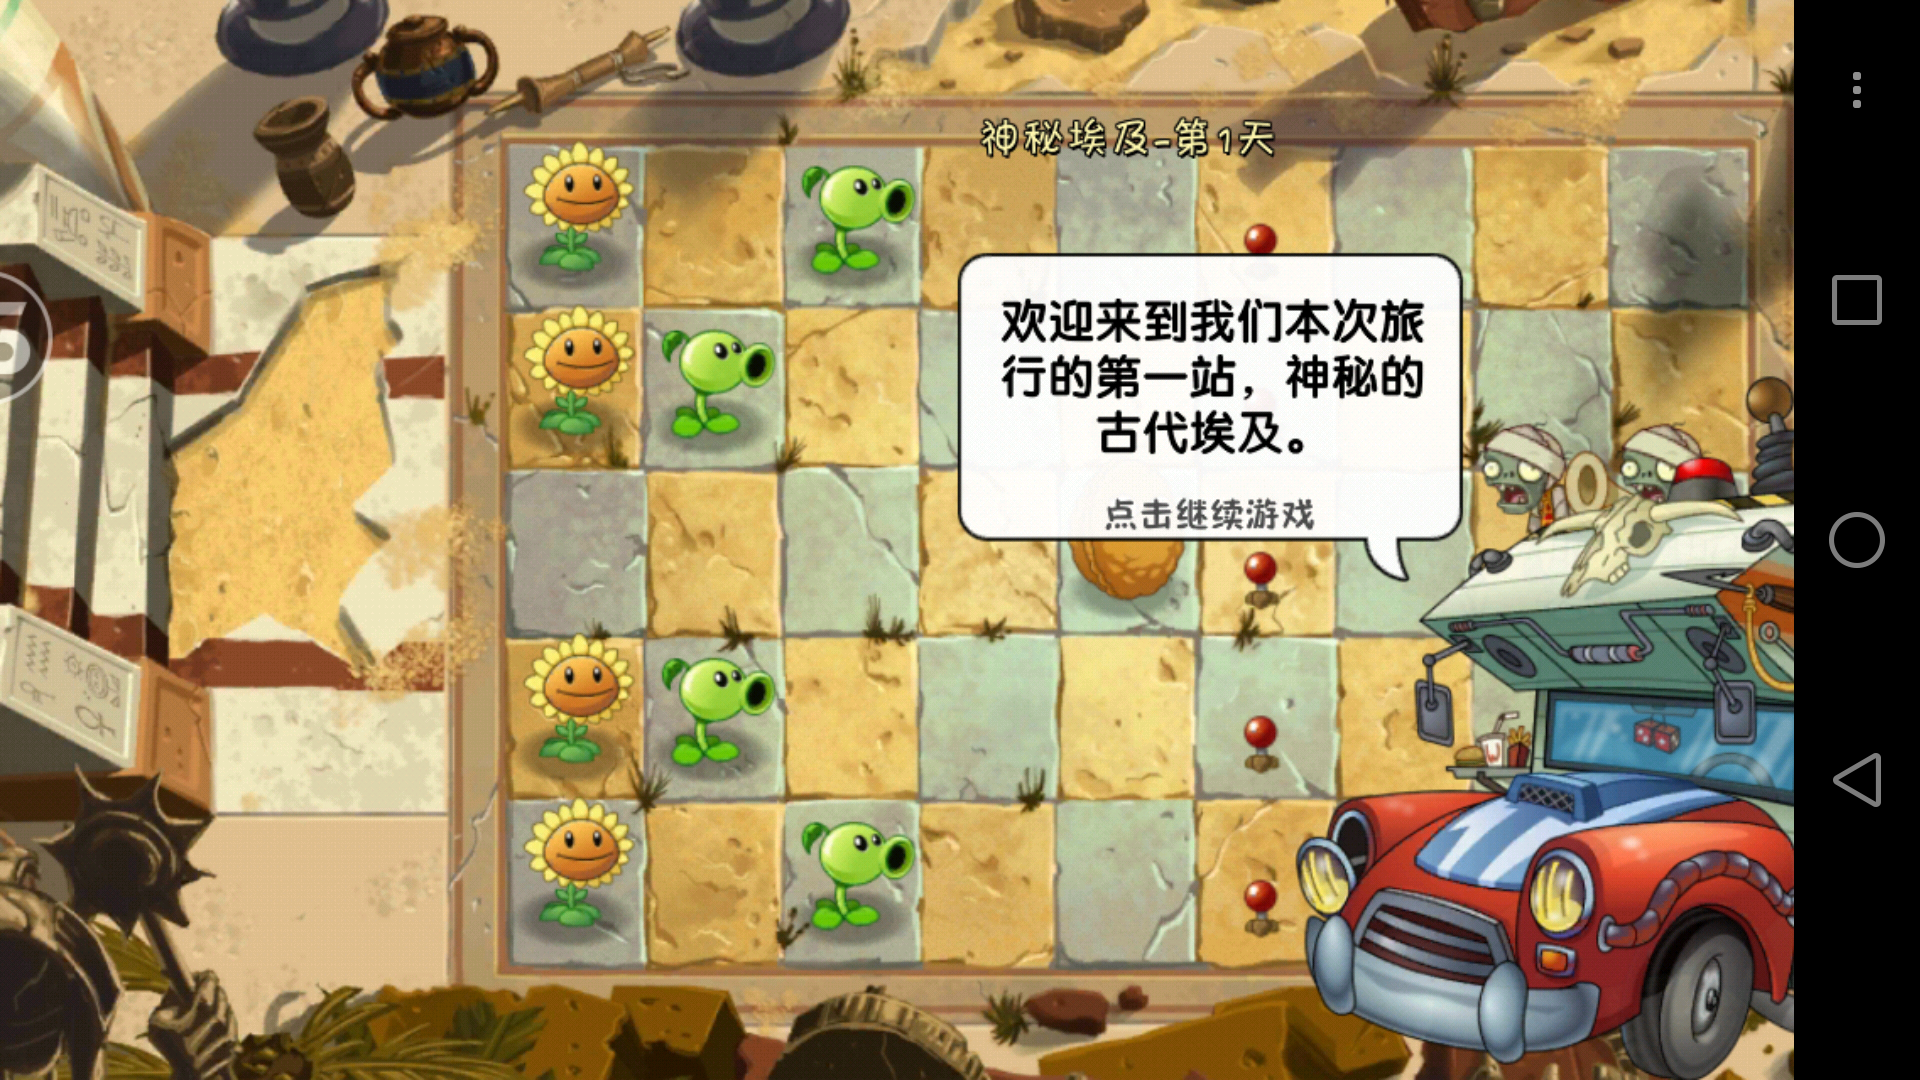 神秘埃及-第1天
欢迎来到我们本次旅
行的第一站，神秘的
古代埃及。
点击继续游戏